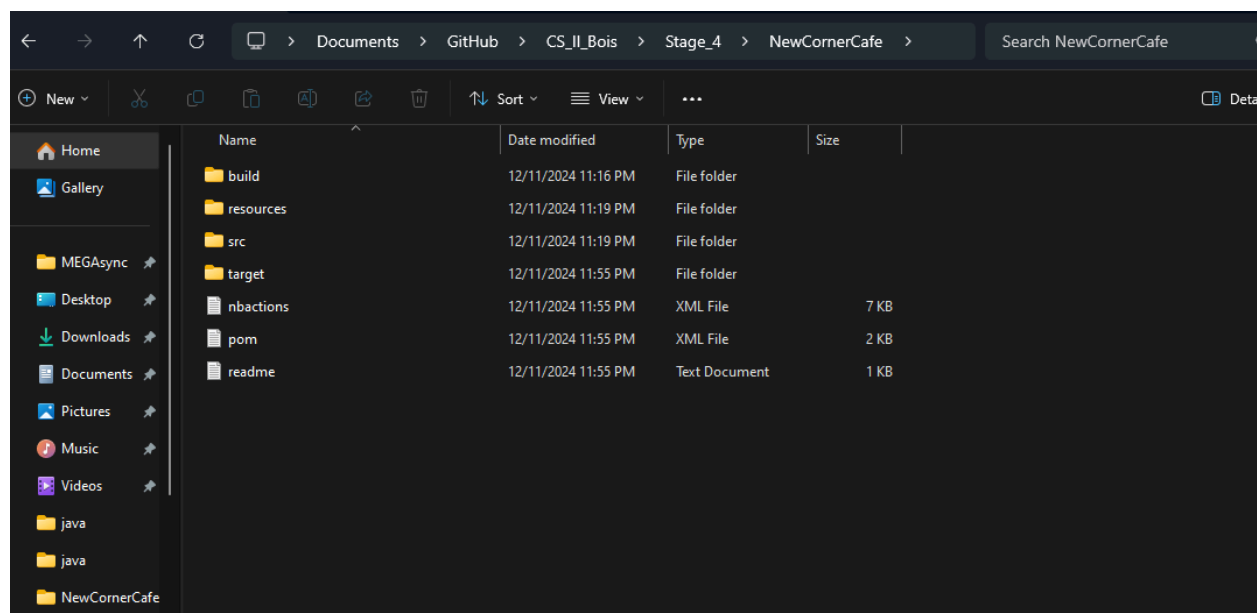 Documents > GitHub > CS_II_Bois > Stage_4 > NewCornerCafe > Search NewCornerCafe
New Sort View ... Deta
Home
Gallery
MEGAsync
Desktop
Downloads
Documents
Pictures
Music
Videos
java
java
NewCornerCafe
Name Date modified Type Size
build 12/11/2024 11:16 PM File folder
resources 12/11/2024 11:19 PM File folder
src 12/11/2024 11:19 PM File folder
target 12/11/2024 11:55 PM File folder
nbactions 12/11/2024 11:55 PM XML File 7 KB
pom 12/11/2024 11:55 PM XML File 2 KB
readme 12/11/2024 11:55 PM Text Document 1 KB